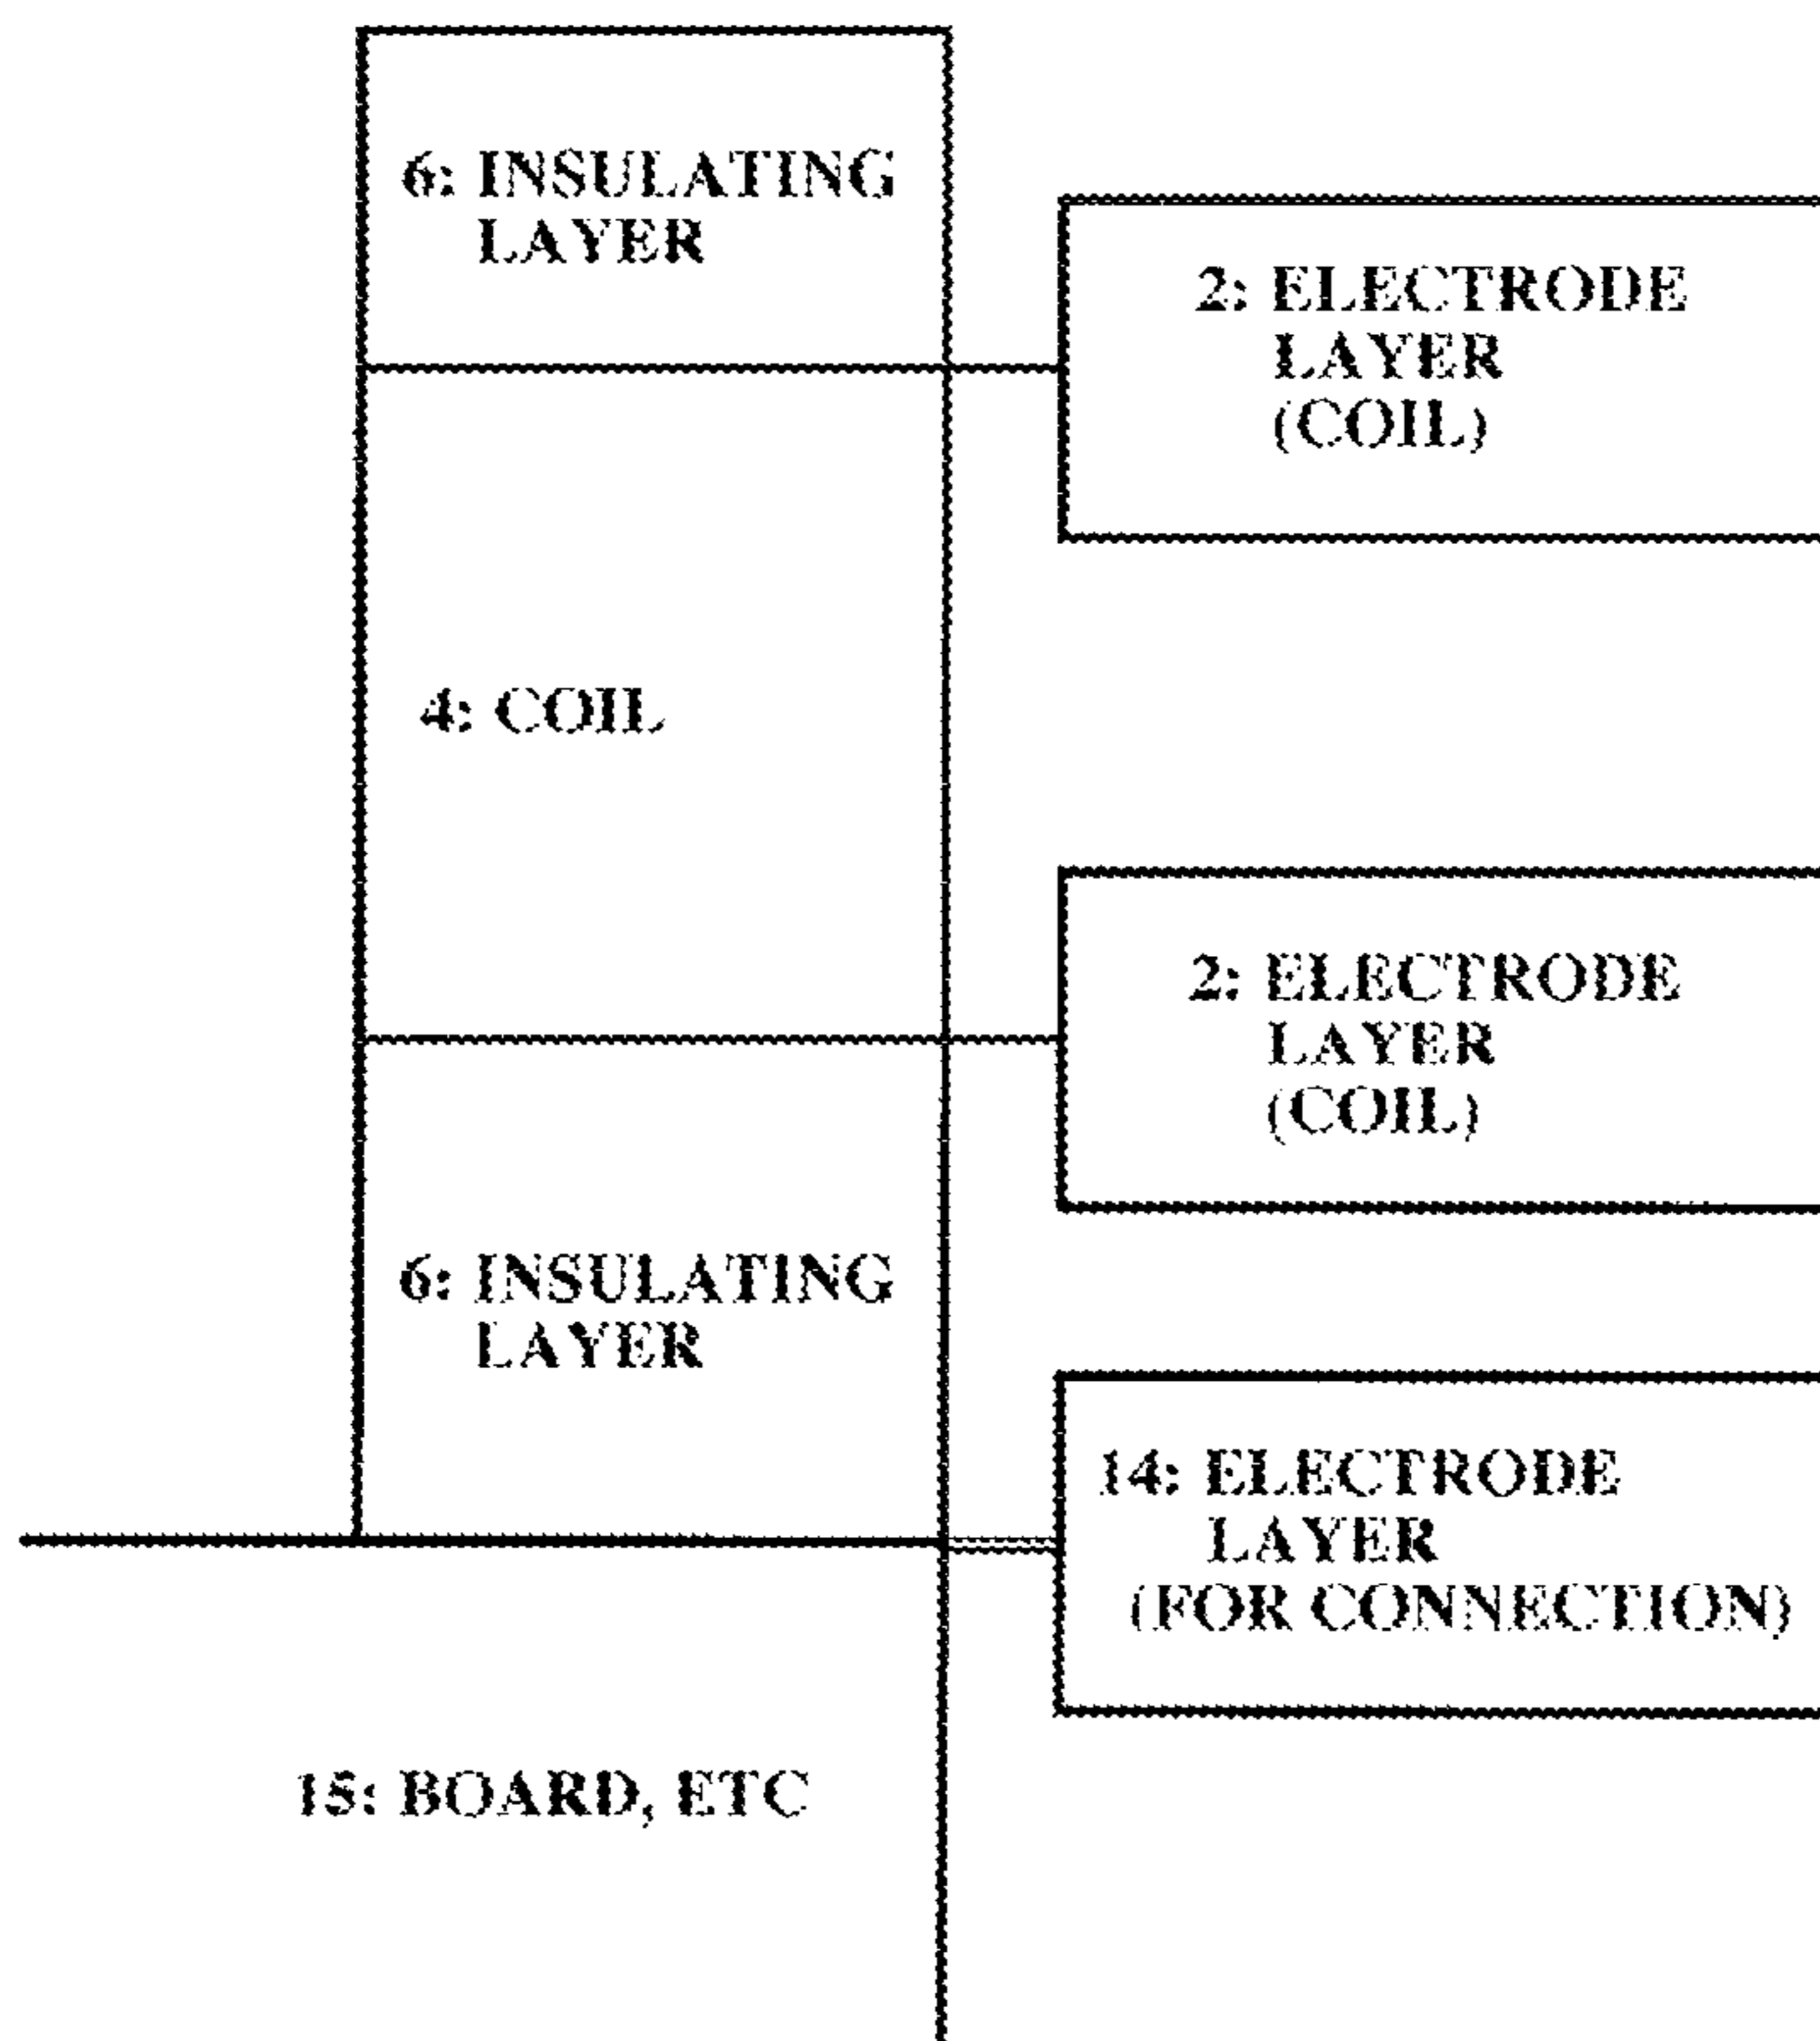 6: INSULATING
LAYER
2: ELECTRODE
LAYER
(COIL)
4: COIL
2: ELECTRODE
LAYER
(COIL)
6: INSULATING
LAYER
14: ELECTRODE
LAYER
(FOR CONNECTION)
15: BOARD, ETC